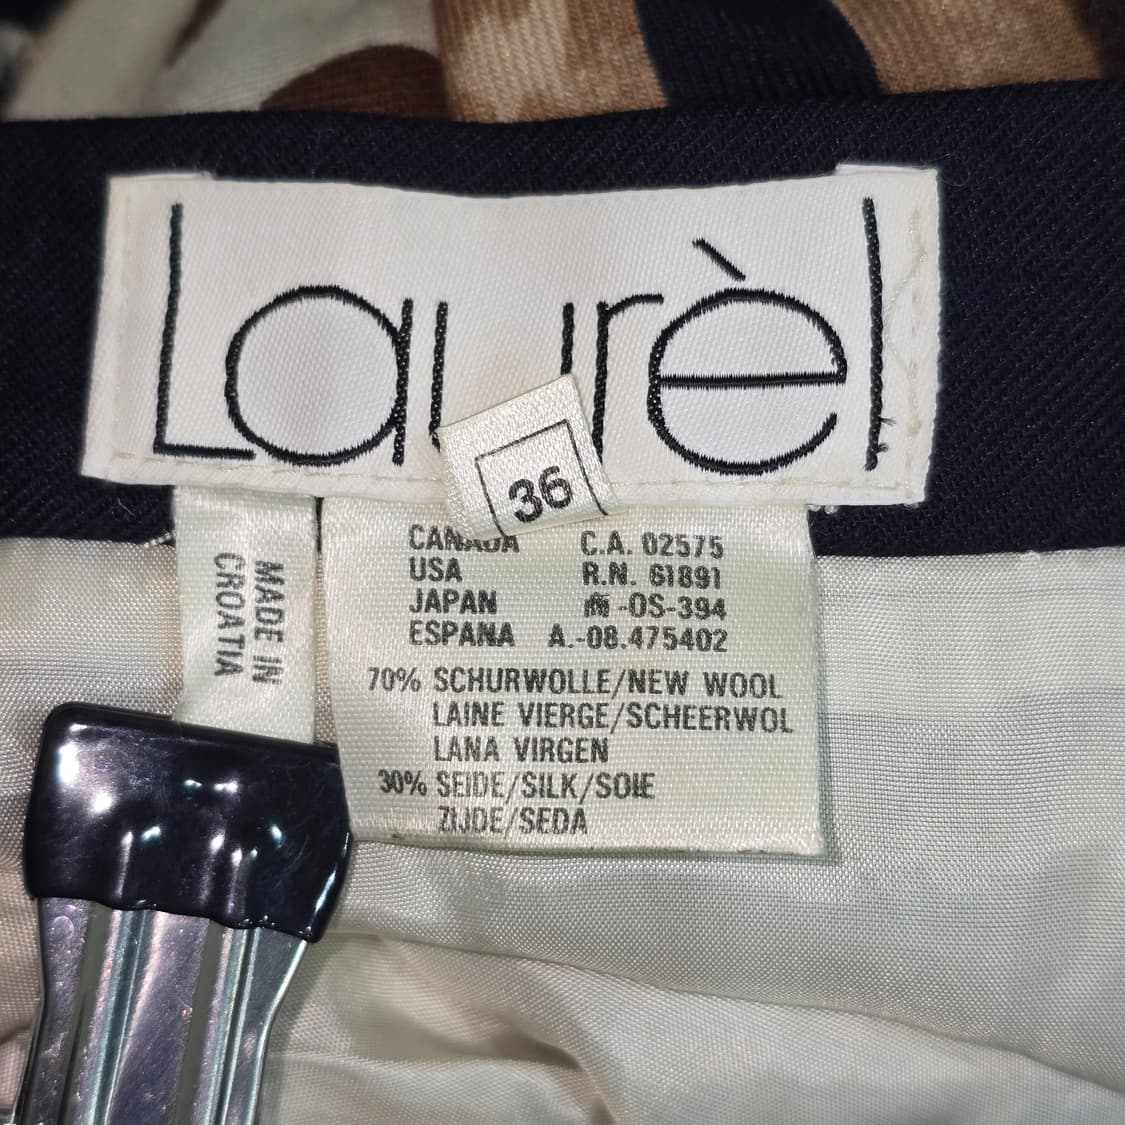 Laurèl
36
MADE IN
CROATIA
CANADA C.A. 02575
USA R.N. 61891
JAPAN -OS-394
ESPANA A.-08.475402
70% SCHURWOLLE/NEW WOOL
LAINE VIERGE/SCHEERWOL
LANA VIRGEN
30% SEIDE/SILK/SOIE
ZIJDE/SEDA